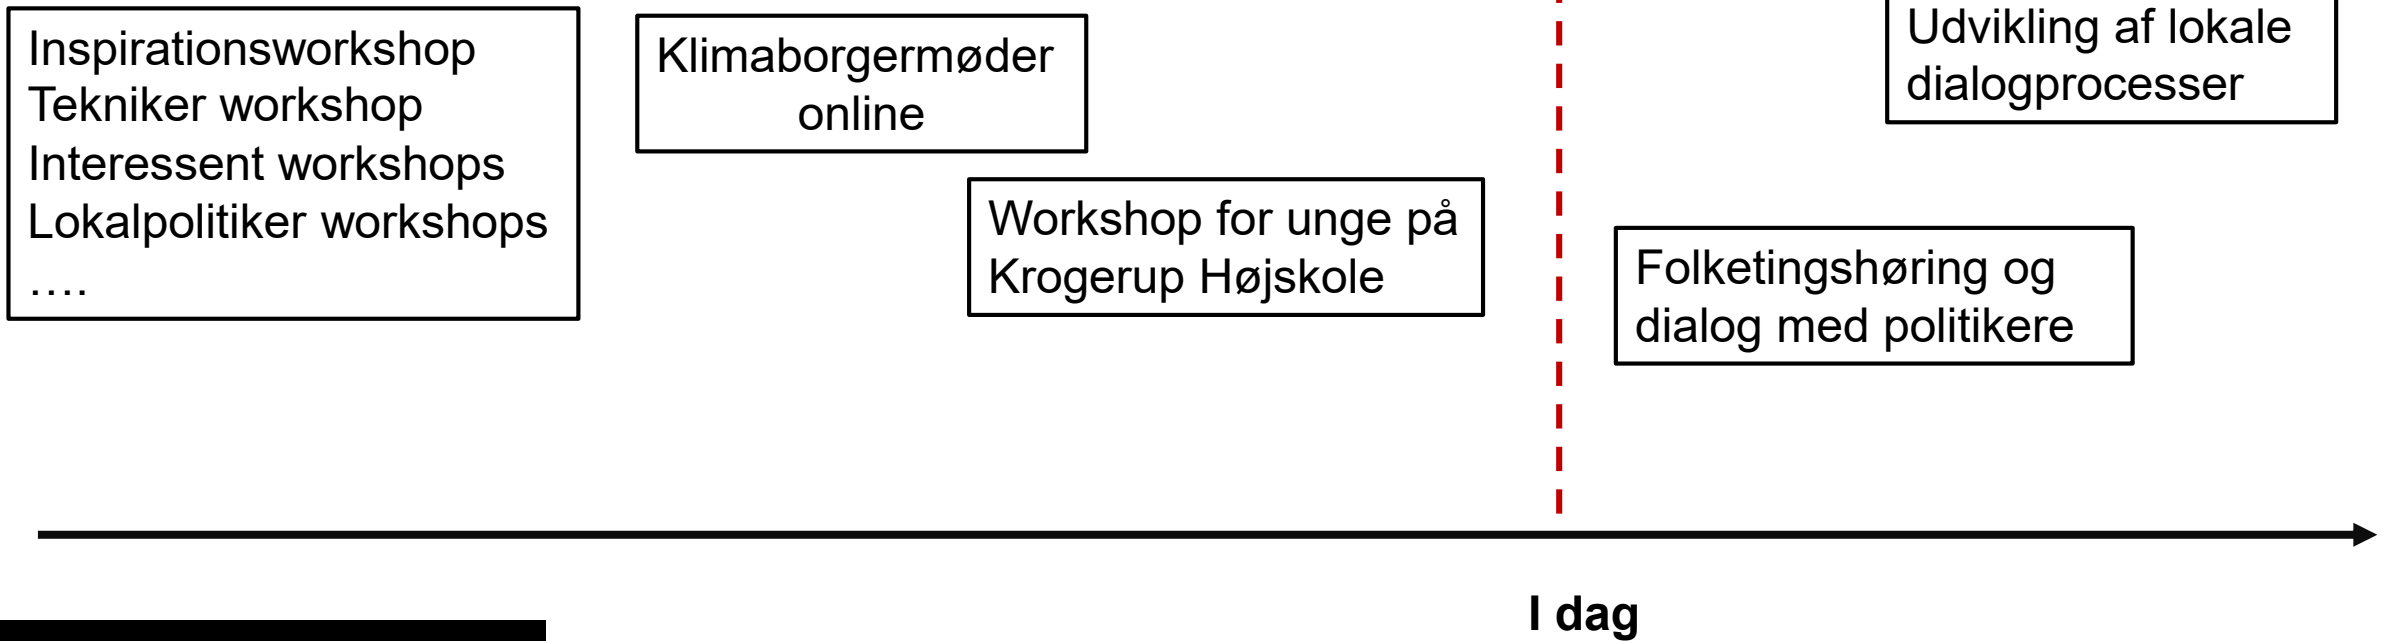 Inspirationsworkshop
Tekniker workshop
Interessent workshops
Lokalpolitiker workshops
….
Klimaborgermøder
online
Workshop for unge på
Krogerup Højskole
Udvikling af lokale
dialogprocesser
Folketingshøring og
dialog med politikere
I dag